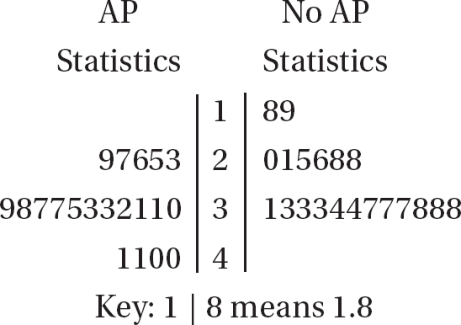 AP No AP
Statistics Statistics
1 | 89
97653 | 2 | 015688
98775332110 | 3 | 133344777888
1100 | 4 |
Key: 1 | 8 means 1.8